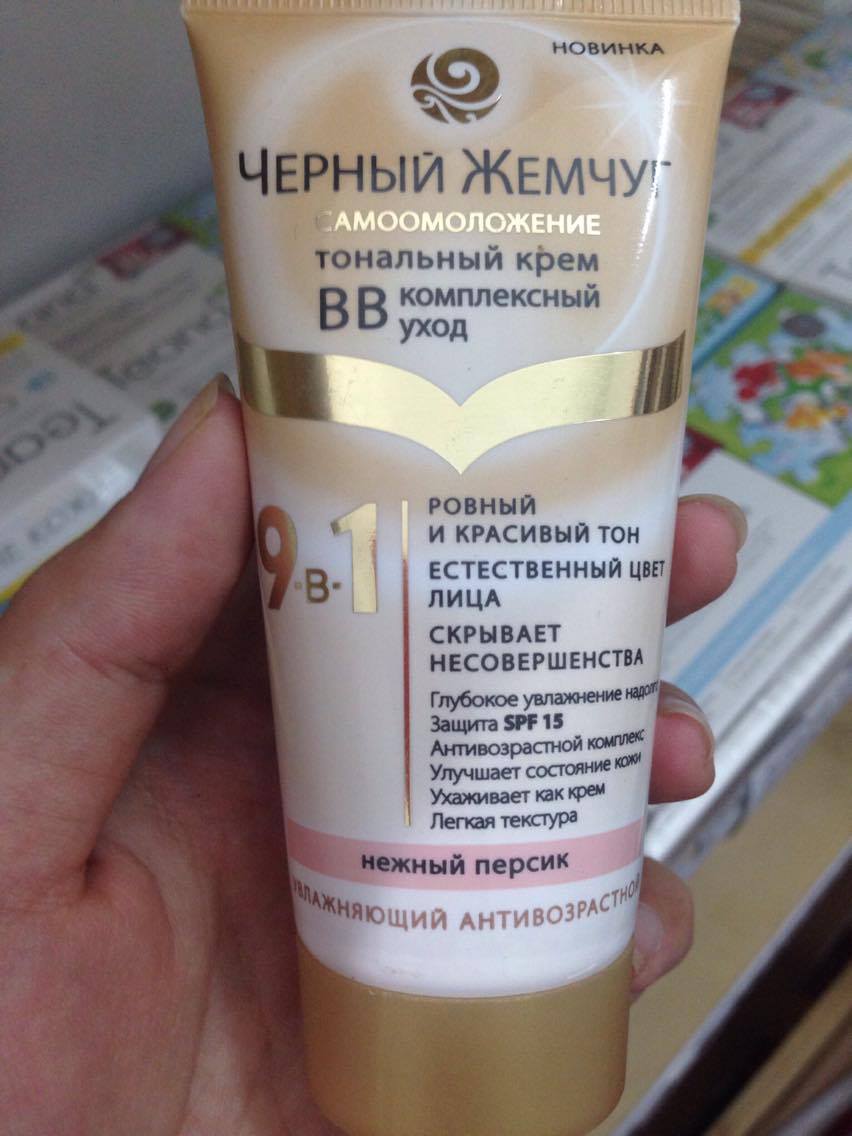 НОВИНКА
ЧЕРНЫЙ ЖЕМЧУГ
САМООМОЛОЖЕНИЕ
тональный крем
BB комплексный
уход
9-в-1
РОВНЫЙ
И КРАСИВЫЙ ТОН
ЕСТЕСТВЕННЫЙ ЦВЕТ
ЛИЦА
СКРЫВАЕТ
НЕСОВЕРШЕНСТВА
Глубокое увлажнение надолго
Защита SPF 15
Антивозрастной комплекс
Улучшает состояние кожи
Ухаживает как крем
Легкая текстура
нежный персик
УВЛАЖНЯЮЩИЙ АНТИВОЗРАСТНОЙ